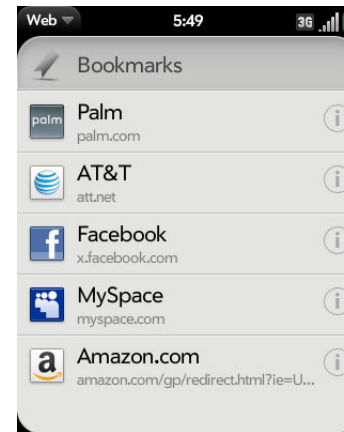 Web 5:49 3G
Bookmarks
palm Palm
palm.com
AT&T
att.net
f Facebook
x.facebook.com
MySpace
myspace.com
a Amazon.com
amazon.com/gp/redirect.html?ie=U...